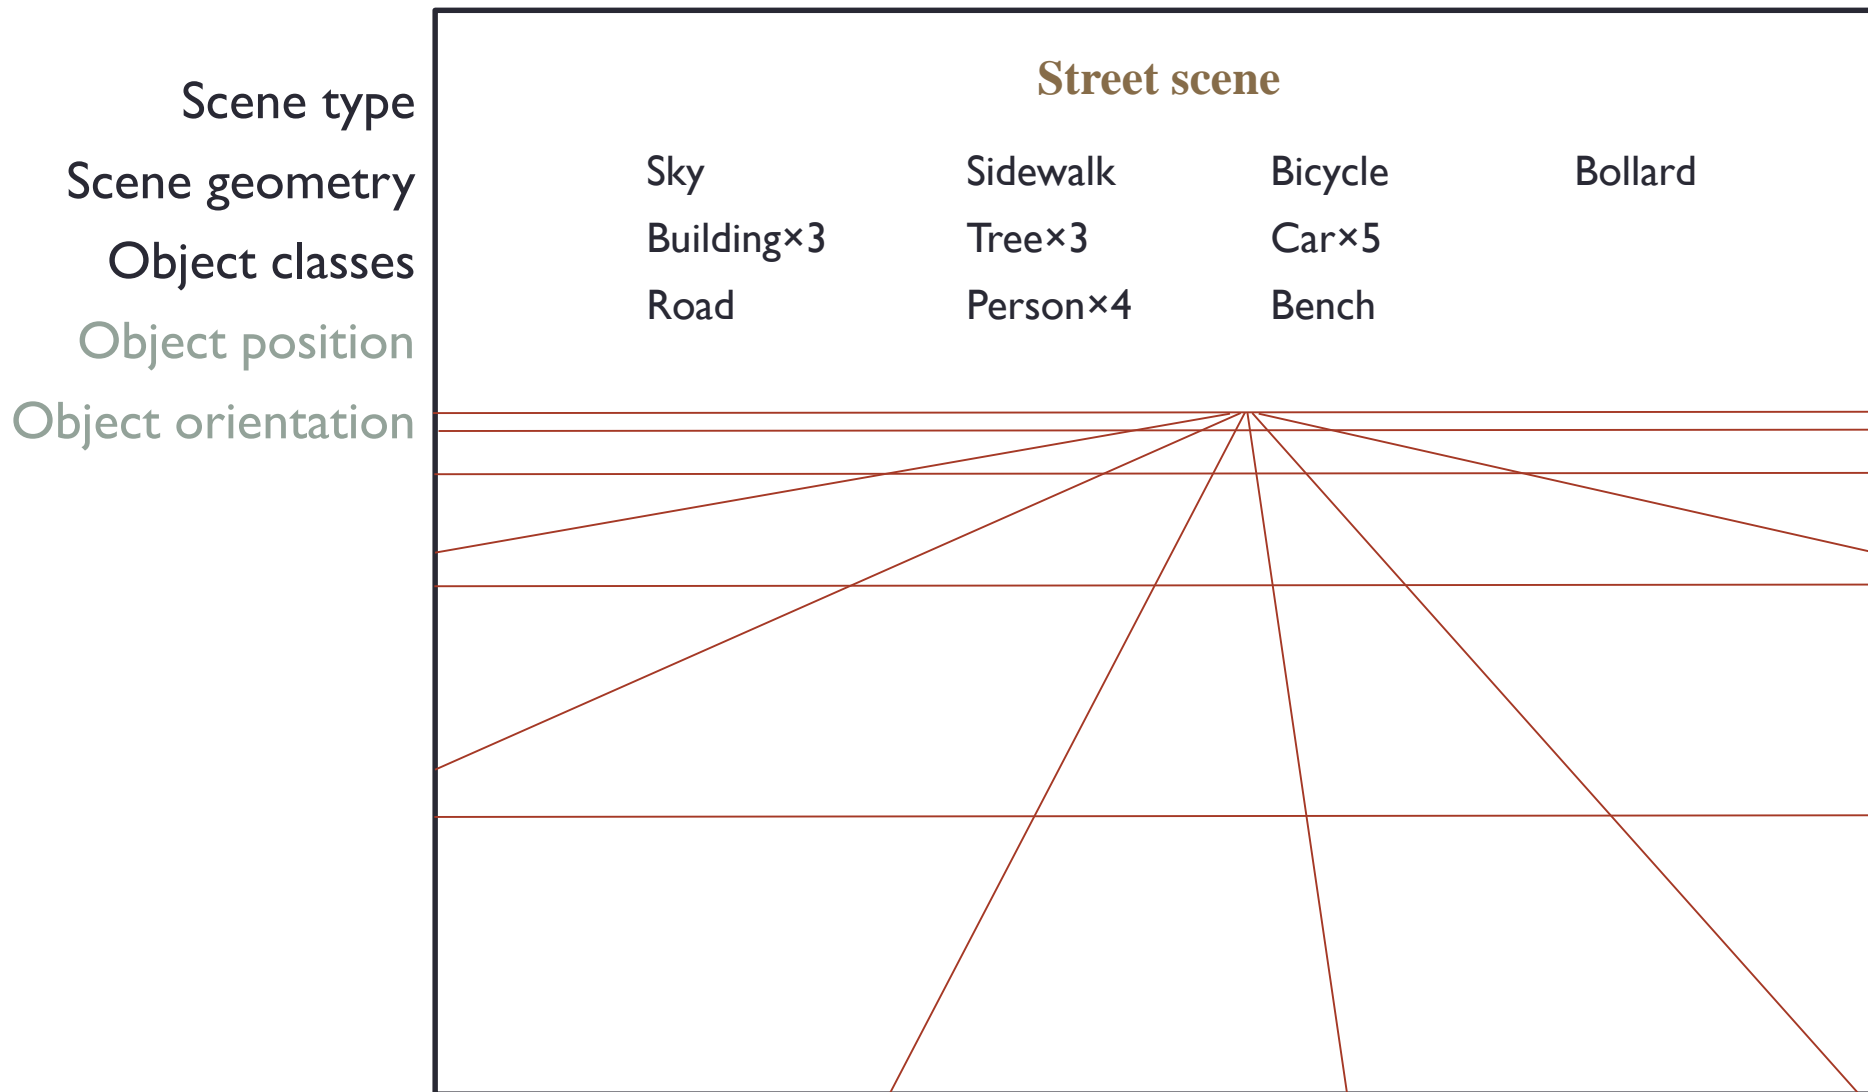 Scene type
Scene geometry
Object classes
Object position
Object orientation
Street scene
Sky Sidewalk Bicycle Bollard
Building×3 Tree×3 Car×5
Road Person×4 Bench